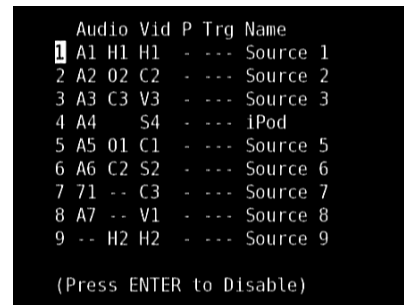 Audio Vid P Trg Name
1 A1 H1 H1 - --- Source 1
2 A2 O2 C2 - --- Source 2
3 A3 C3 V3 - --- Source 3
4 A4 S4 - --- iPod
5 A5 O1 C1 - --- Source 5
6 A6 C2 S2 - --- Source 6
7 71 -- C3 - --- Source 7
8 A7 -- V1 - --- Source 8
9 -- H2 H2 - --- Source 9
(Press ENTER to Disable)